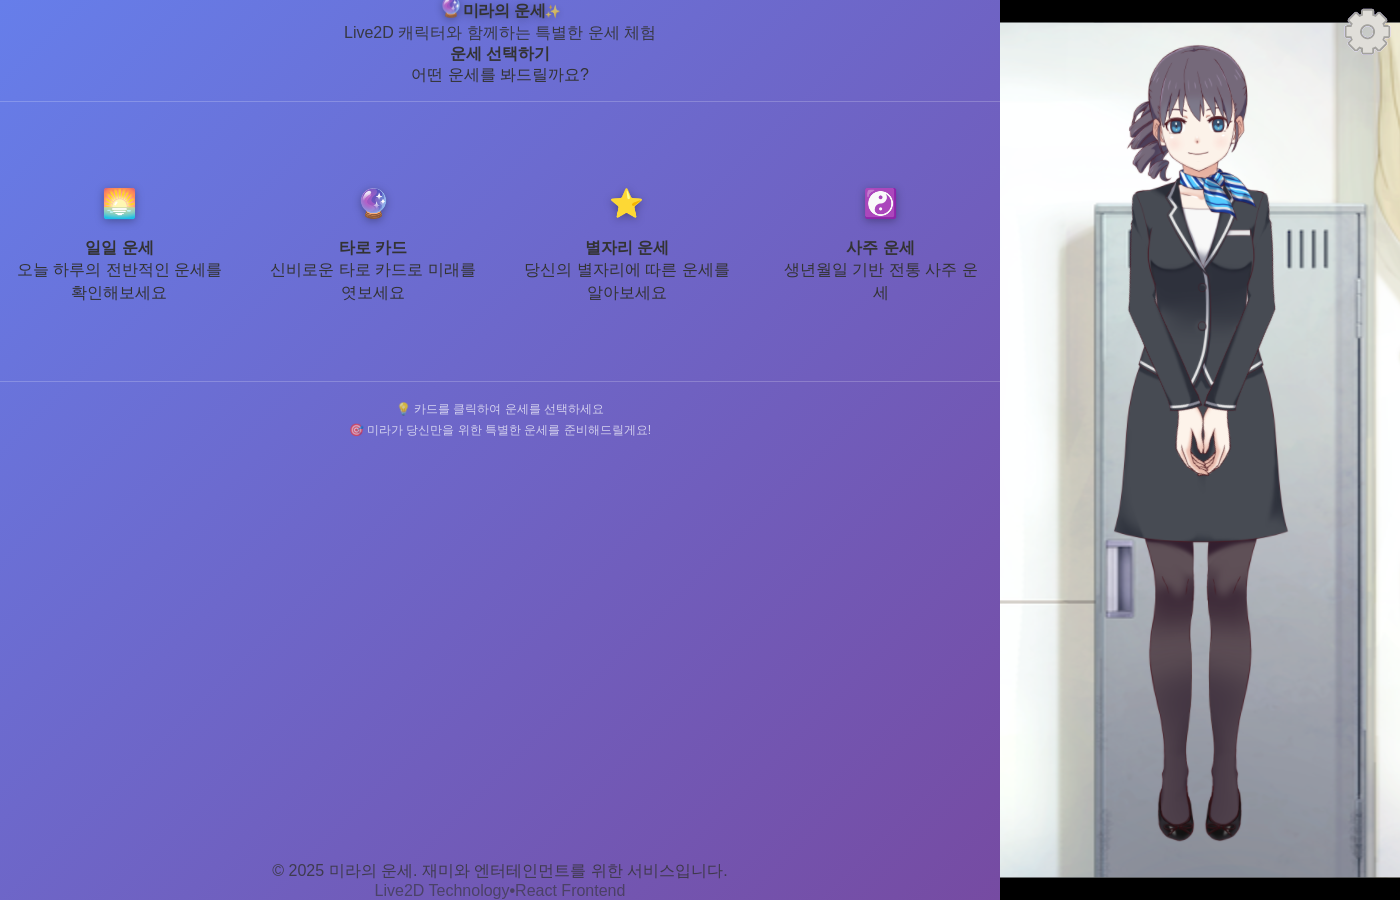 🔮미라의 운세✨
Live2D 캐릭터와 함께하는 특별한 운세 체험
운세 선택하기
어떤 운세를 봐드릴까요?
일일 운세
오늘 하루의 전반적인 운세를
확인해보세요
타로 카드
신비로운 타로 카드로 미래를
엿보세요
별자리 운세
당신의 별자리에 따른 운세를
알아보세요
사주 운세
생년월일 기반 전통 사주 운
세
💡 카드를 클릭하여 운세를 선택하세요
🎯 미라가 당신만을 위한 특별한 운세를 준비해드릴게요!
© 2025 미라의 운세. 재미와 엔터테인먼트를 위한 서비스입니다.
Live2D Technology•React Frontend